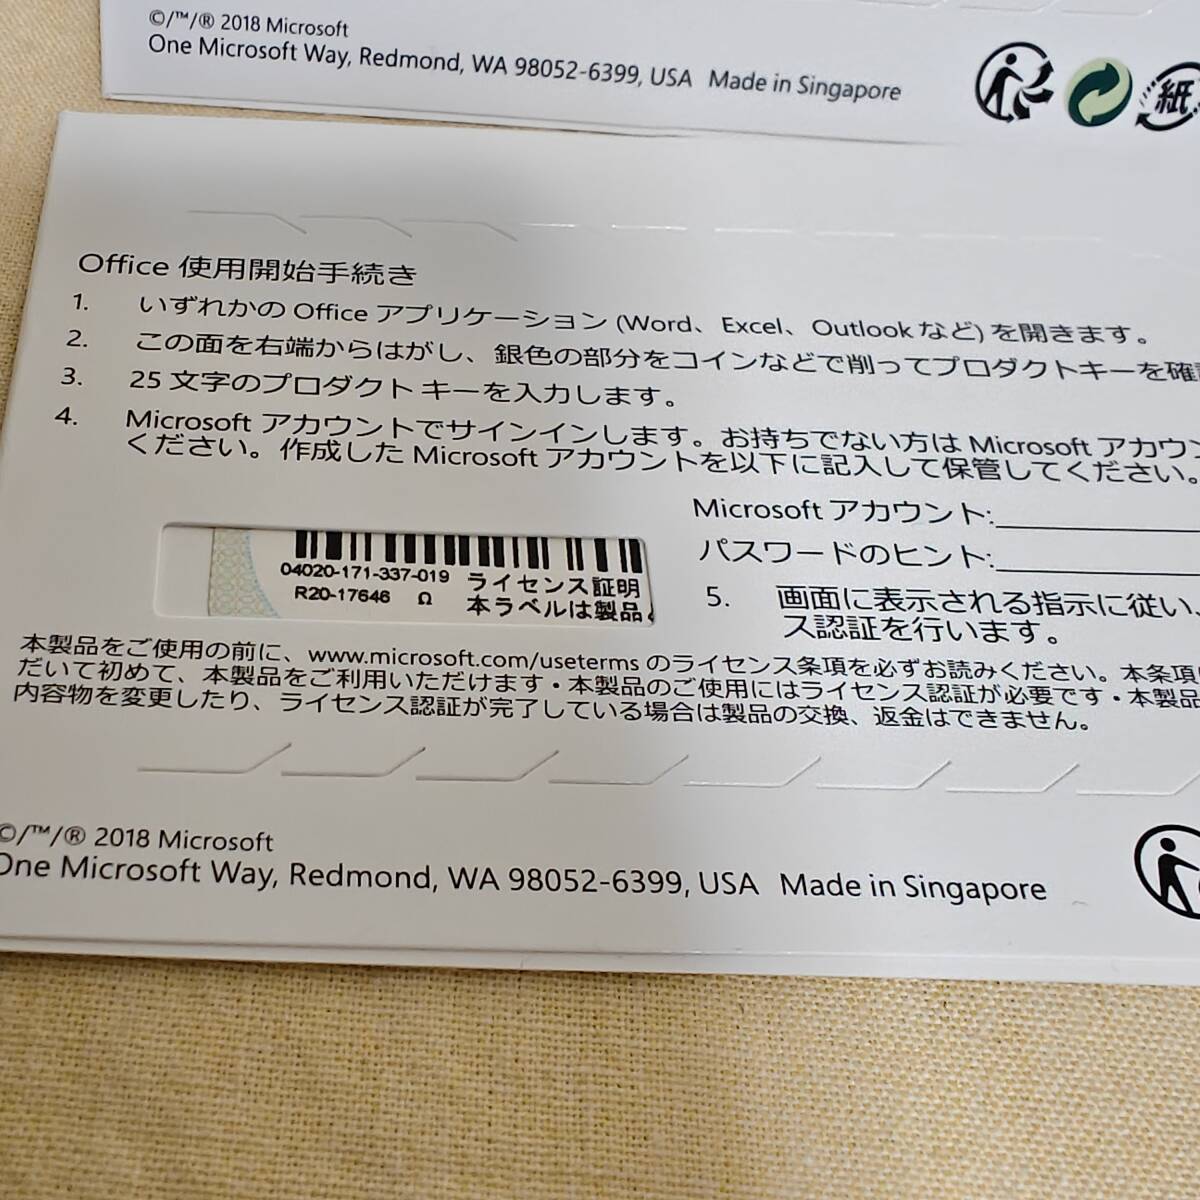 ©/™/® 2018 Microsoft
One Microsoft Way, Redmond, WA 98052-6399, USA Made in Singapore
紙
Office 使用開始手続き
1. いずれかの Office アプリケーション (Word、Excel、Outlook など) を開きます。
2. この面を右端からはがし、銀色の部分をコインなどで削ってプロダクトキーを確
3. 25 文字のプロダクト キーを入力します。
4. Microsoft アカウントでサインインします。お持ちでない方は Microsoft アカウン
ください。作成した Microsoft アカウントを以下に記入して保管してください。
Microsoft アカウント:
パスワードのヒント:
04020-171-337-019 ライセンス証明
R20-17646 Ω 本ラベルは製品
5. 画面に表示される指示に従い、
ス認証を行います。
本製品をご使用の前に、www.microsoft.com/useterms のライセンス条項を必ずお読みください。本条項
だいて初めて、本製品をご利用いただけます・本製品のご使用にはライセンス認証が必要です・本製品
内容物を変更したり、ライセンス認証が完了している場合は製品の交換、返金はできません。
©/™/® 2018 Microsoft
One Microsoft Way, Redmond, WA 98052-6399, USA Made in Singapore